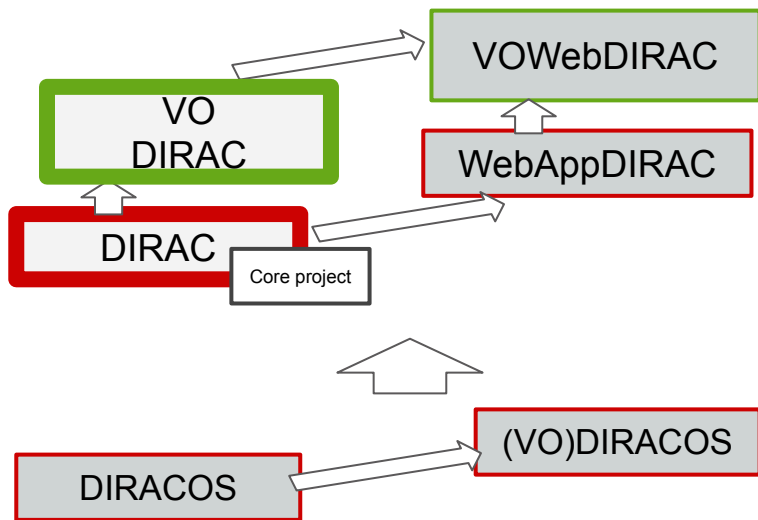 VOWebDIRAC
VO
DIRAC
WebAppDIRAC
DIRAC
Core project
(VO)DIRACOS
DIRACOS